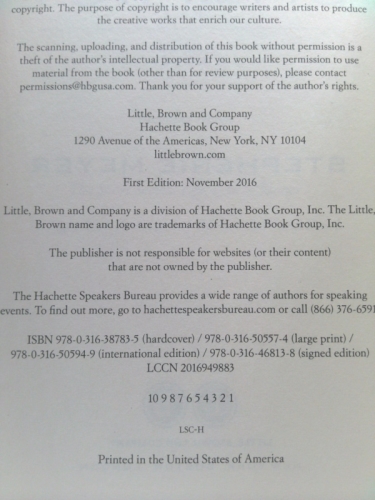 copyright. The purpose of copyright is to encourage writers and artists to produce
the creative works that enrich our culture.
The scanning, uploading, and distribution of this book without permission is a
theft of the author's intellectual property. If you would like permission to use
material from the book (other than for review purposes), please contact
permissions@hbgusa.com. Thank you for your support of the author's rights.
Little, Brown and Company
Hachette Book Group
1290 Avenue of the Americas, New York, NY 10104
littlebrown.com
First Edition: November 2016
Little, Brown and Company is a division of Hachette Book Group, Inc. The Little,
Brown name and logo are trademarks of Hachette Book Group, Inc.
The publisher is not responsible for websites (or their content)
that are not owned by the publisher.
The Hachette Speakers Bureau provides a wide range of authors for speaking
events. To find out more, go to hachettespeakersbureau.com or call (866) 376-6591
ISBN 978-0-316-38783-5 (hardcover) / 978-0-316-50557-4 (large print) /
978-0-316-50594-9 (international edition) / 978-0-316-46813-8 (signed edition)
LCCN 2016949883
10 9 8 7 6 5 4 3 2 1
LSC-H
Printed in the United States of America